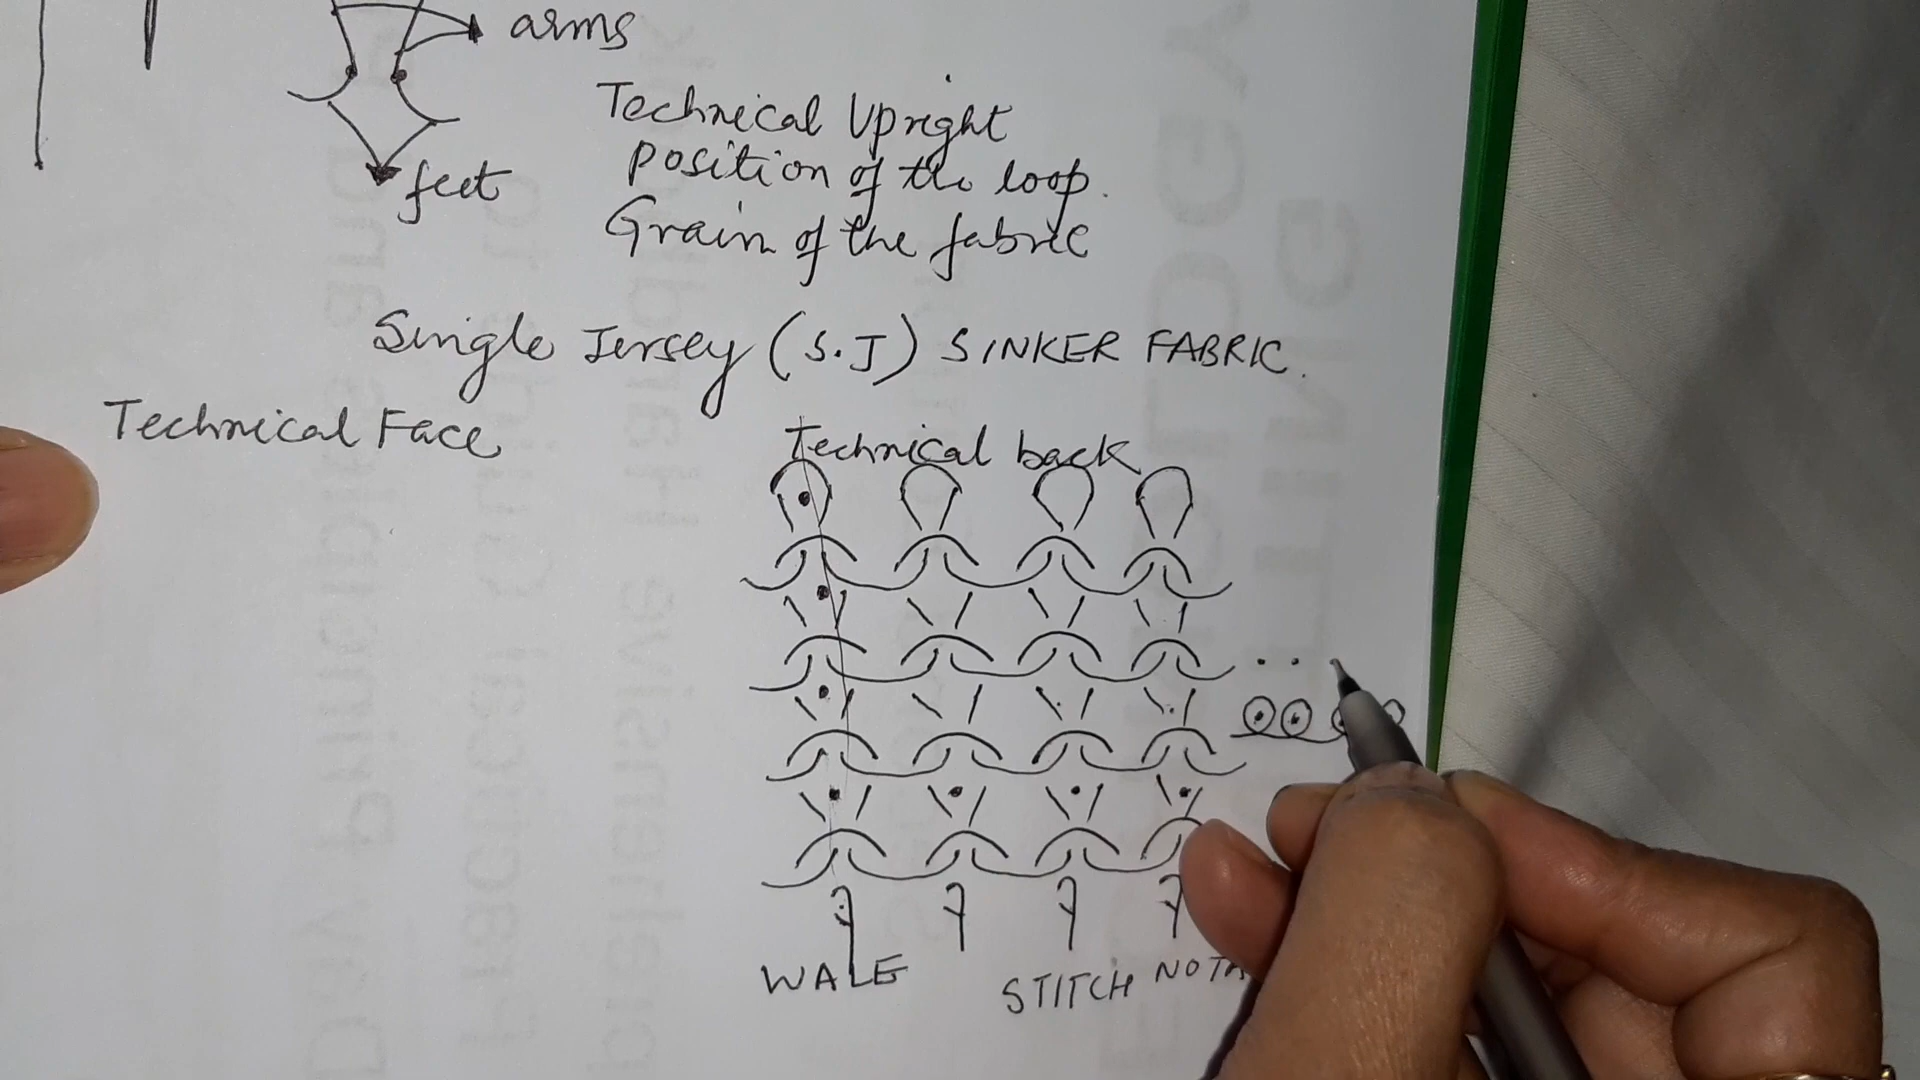 arms
feet
Technical Upright
position of the loop.
Grain of the fabric
Single Jersey (S.J) SINKER FABRIC.
Technical Face
Technical back
WALE
STITCH NOTA